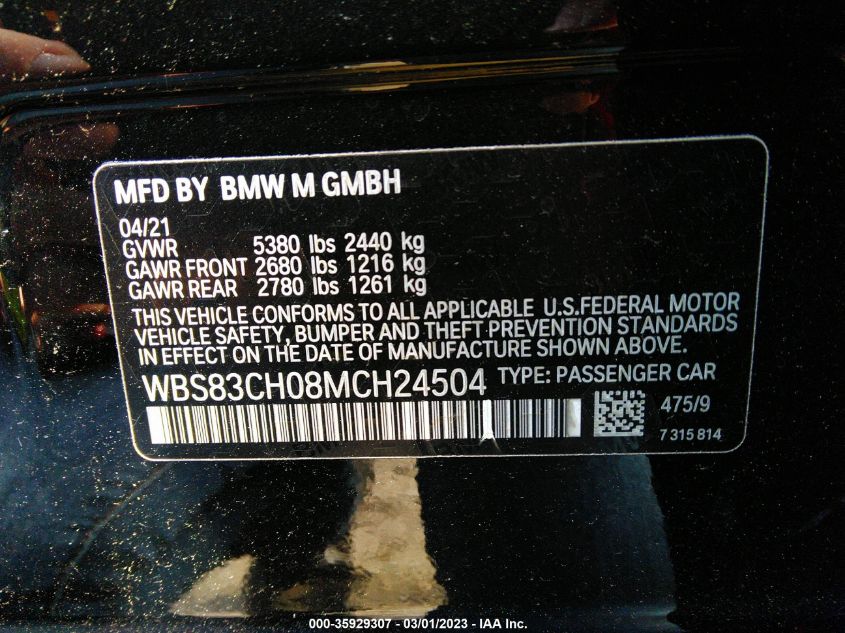 MFD BY BMW M GMBH
04/21
GVWR 5380 lbs 2440 kg
GAWR FRONT 2680 lbs 1216 kg
GAWR REAR 2780 lbs 1261 kg
THIS VEHICLE CONFORMS TO ALL APPLICABLE U.S.FEDERAL MOTOR
VEHICLE SAFETY, BUMPER AND THEFT PREVENTION STANDARDS
IN EFFECT ON THE DATE OF MANUFACTURE SHOWN ABOVE.
WBS83CH08MCH24504 TYPE: PASSENGER CAR
475/9
7 315 814
000-35929307 - 03/01/2023 - IAA Inc.